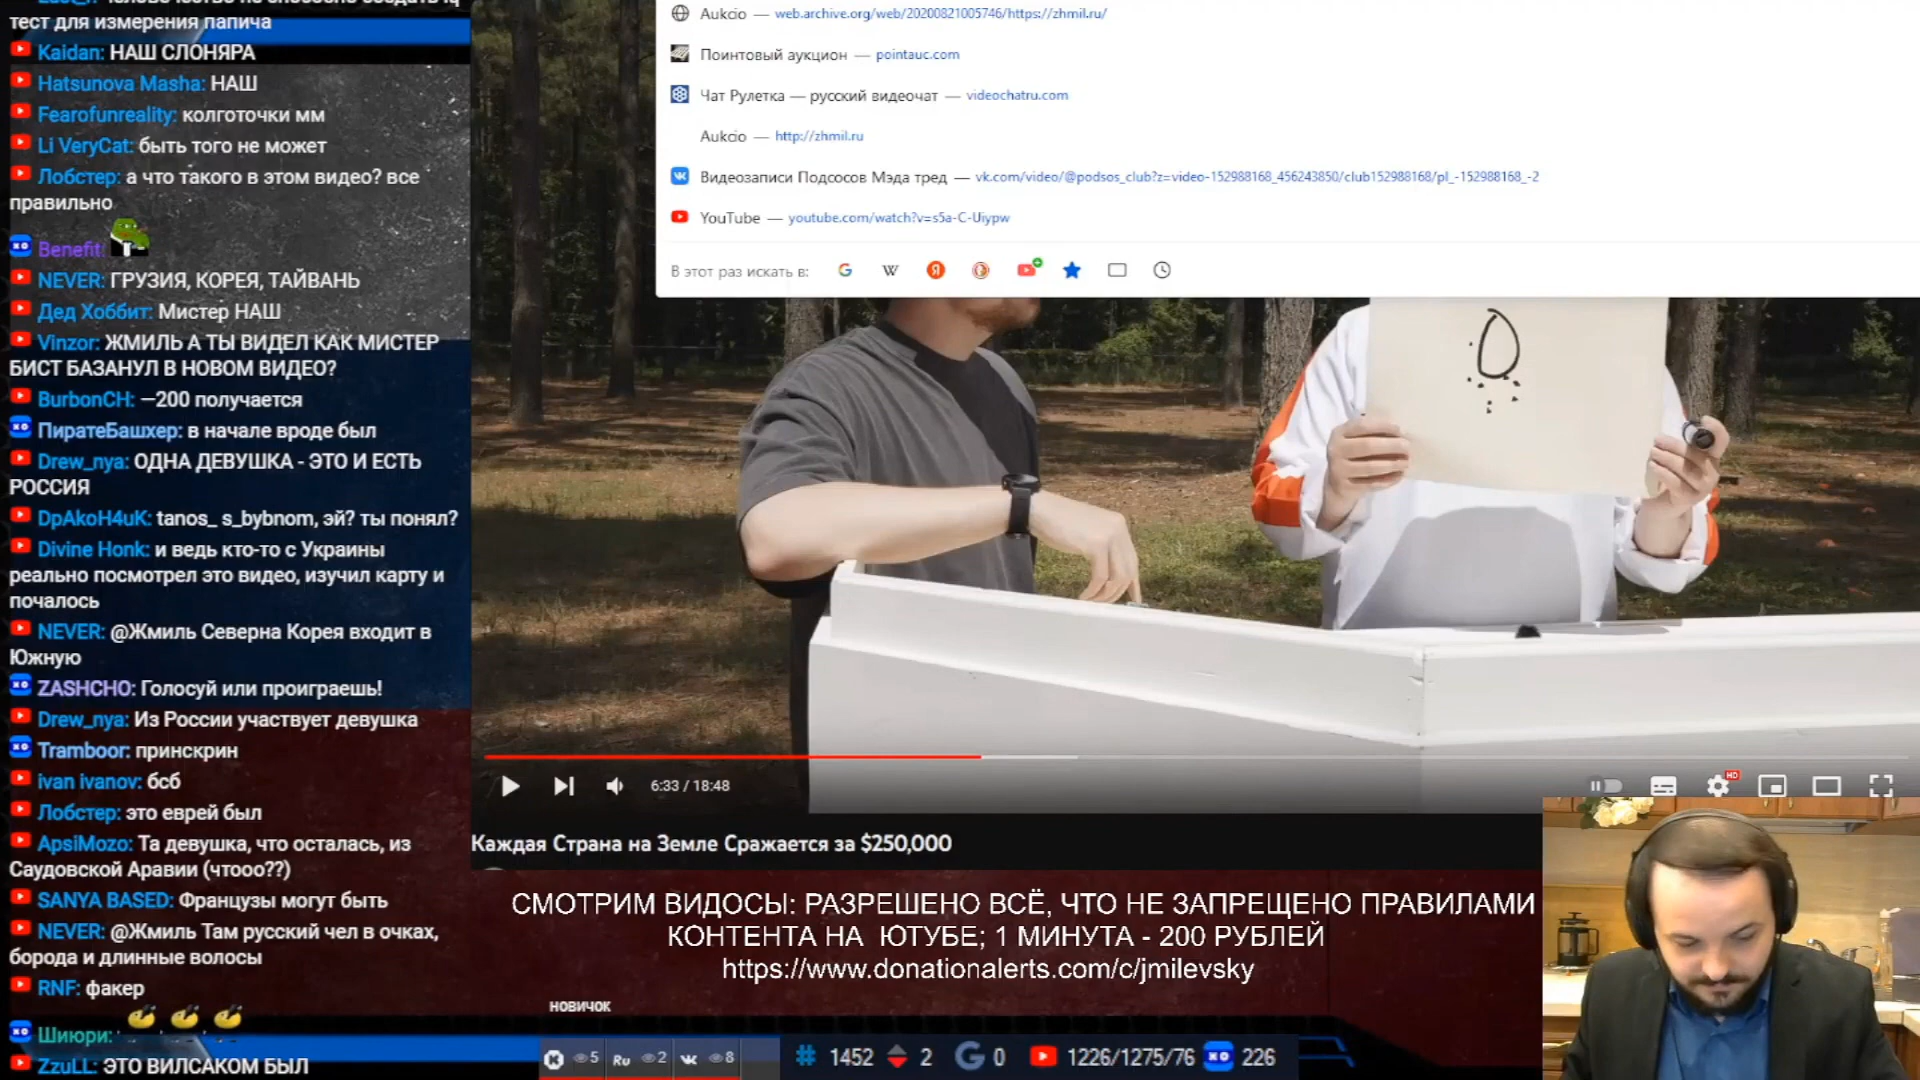 тест для измерения папича
Kaidan: НАШ СЛОНЯРА
Hatsunova Masha: НАШ
Fearofunreality: колготочки мм
Li VeryCat: быть того не может
Лобстер: а что такого в этом видео? все
правильно
Benefit:
NEVER: ГРУЗИЯ, КОРЕЯ, ТАЙВАНЬ
Дед Хоббит: Мистер НАШ
Vinzor: ЖМИЛЬ А ТЫ ВИДЕЛ КАК МИСТЕР
БИСТ БАЗАНУЛ В НОВОМ ВИДЕО?
BurbonCH: —200 получается
ПиратеБашхер: в начале вроде был
Drew_nya: ОДНА ДЕВУШКА - ЭТО И ЕСТЬ
РОССИЯ
DpAkoH4uK: tanos_ s_bybnom, эй? ты понял?
Divine Honk: и ведь кто-то с Украины
реально посмотрел это видео, изучил карту и
почалось
NEVER: @Жмиль Северна Корея входит в
Южную
ZASHCHO: Голосуй или проиграешь!
Drew_nya: Из России участвует девушка
Tramboor: принскрин
ivan ivanov: бсб
Лобстер: это еврей был
ApsiMozo: Та девушка, что осталась, из
Саудовской Аравии (чтооо??)
SANYA BASED: Французы могут быть
NEVER: @Жмиль Там русский чел в очках,
борода и длинные волосы
RNF: факер
Шиюри:
ZzuLL: ЭТО ВИЛСАКОМ БЫЛ
Aukcio — web.archive.org/web/20200821005746/https://zhmil.ru/
Поинтовый аукцион — pointauc.com
Чат Рулетка — русский видеочат — videochatru.com
Aukcio — http://zhmil.ru
Видеозаписи Подсосов Мэда тред — vk.com/video/@podsos_club?z=video-152988168_456243850/club152988168/pl_-152988168_-2
YouTube — youtube.com/watch?v=s5a-C-Uiypw
В этот раз искать в:
6:33 / 18:48
HD
Каждая Страна на Земле Сражается за $250,000
СМОТРИМ ВИДОСЫ: РАЗРЕШЕНО ВСЁ, ЧТО НЕ ЗАПРЕЩЕНО ПРАВИЛАМИ
КОНТЕНТА НА ЮТУБЕ; 1 МИНУТА - 200 РУБЛЕЙ
https://www.donationalerts.com/c/jmilevsky
новичок
5 Ru 2 8 # 1452 2 G 0 1226/1275/76 226